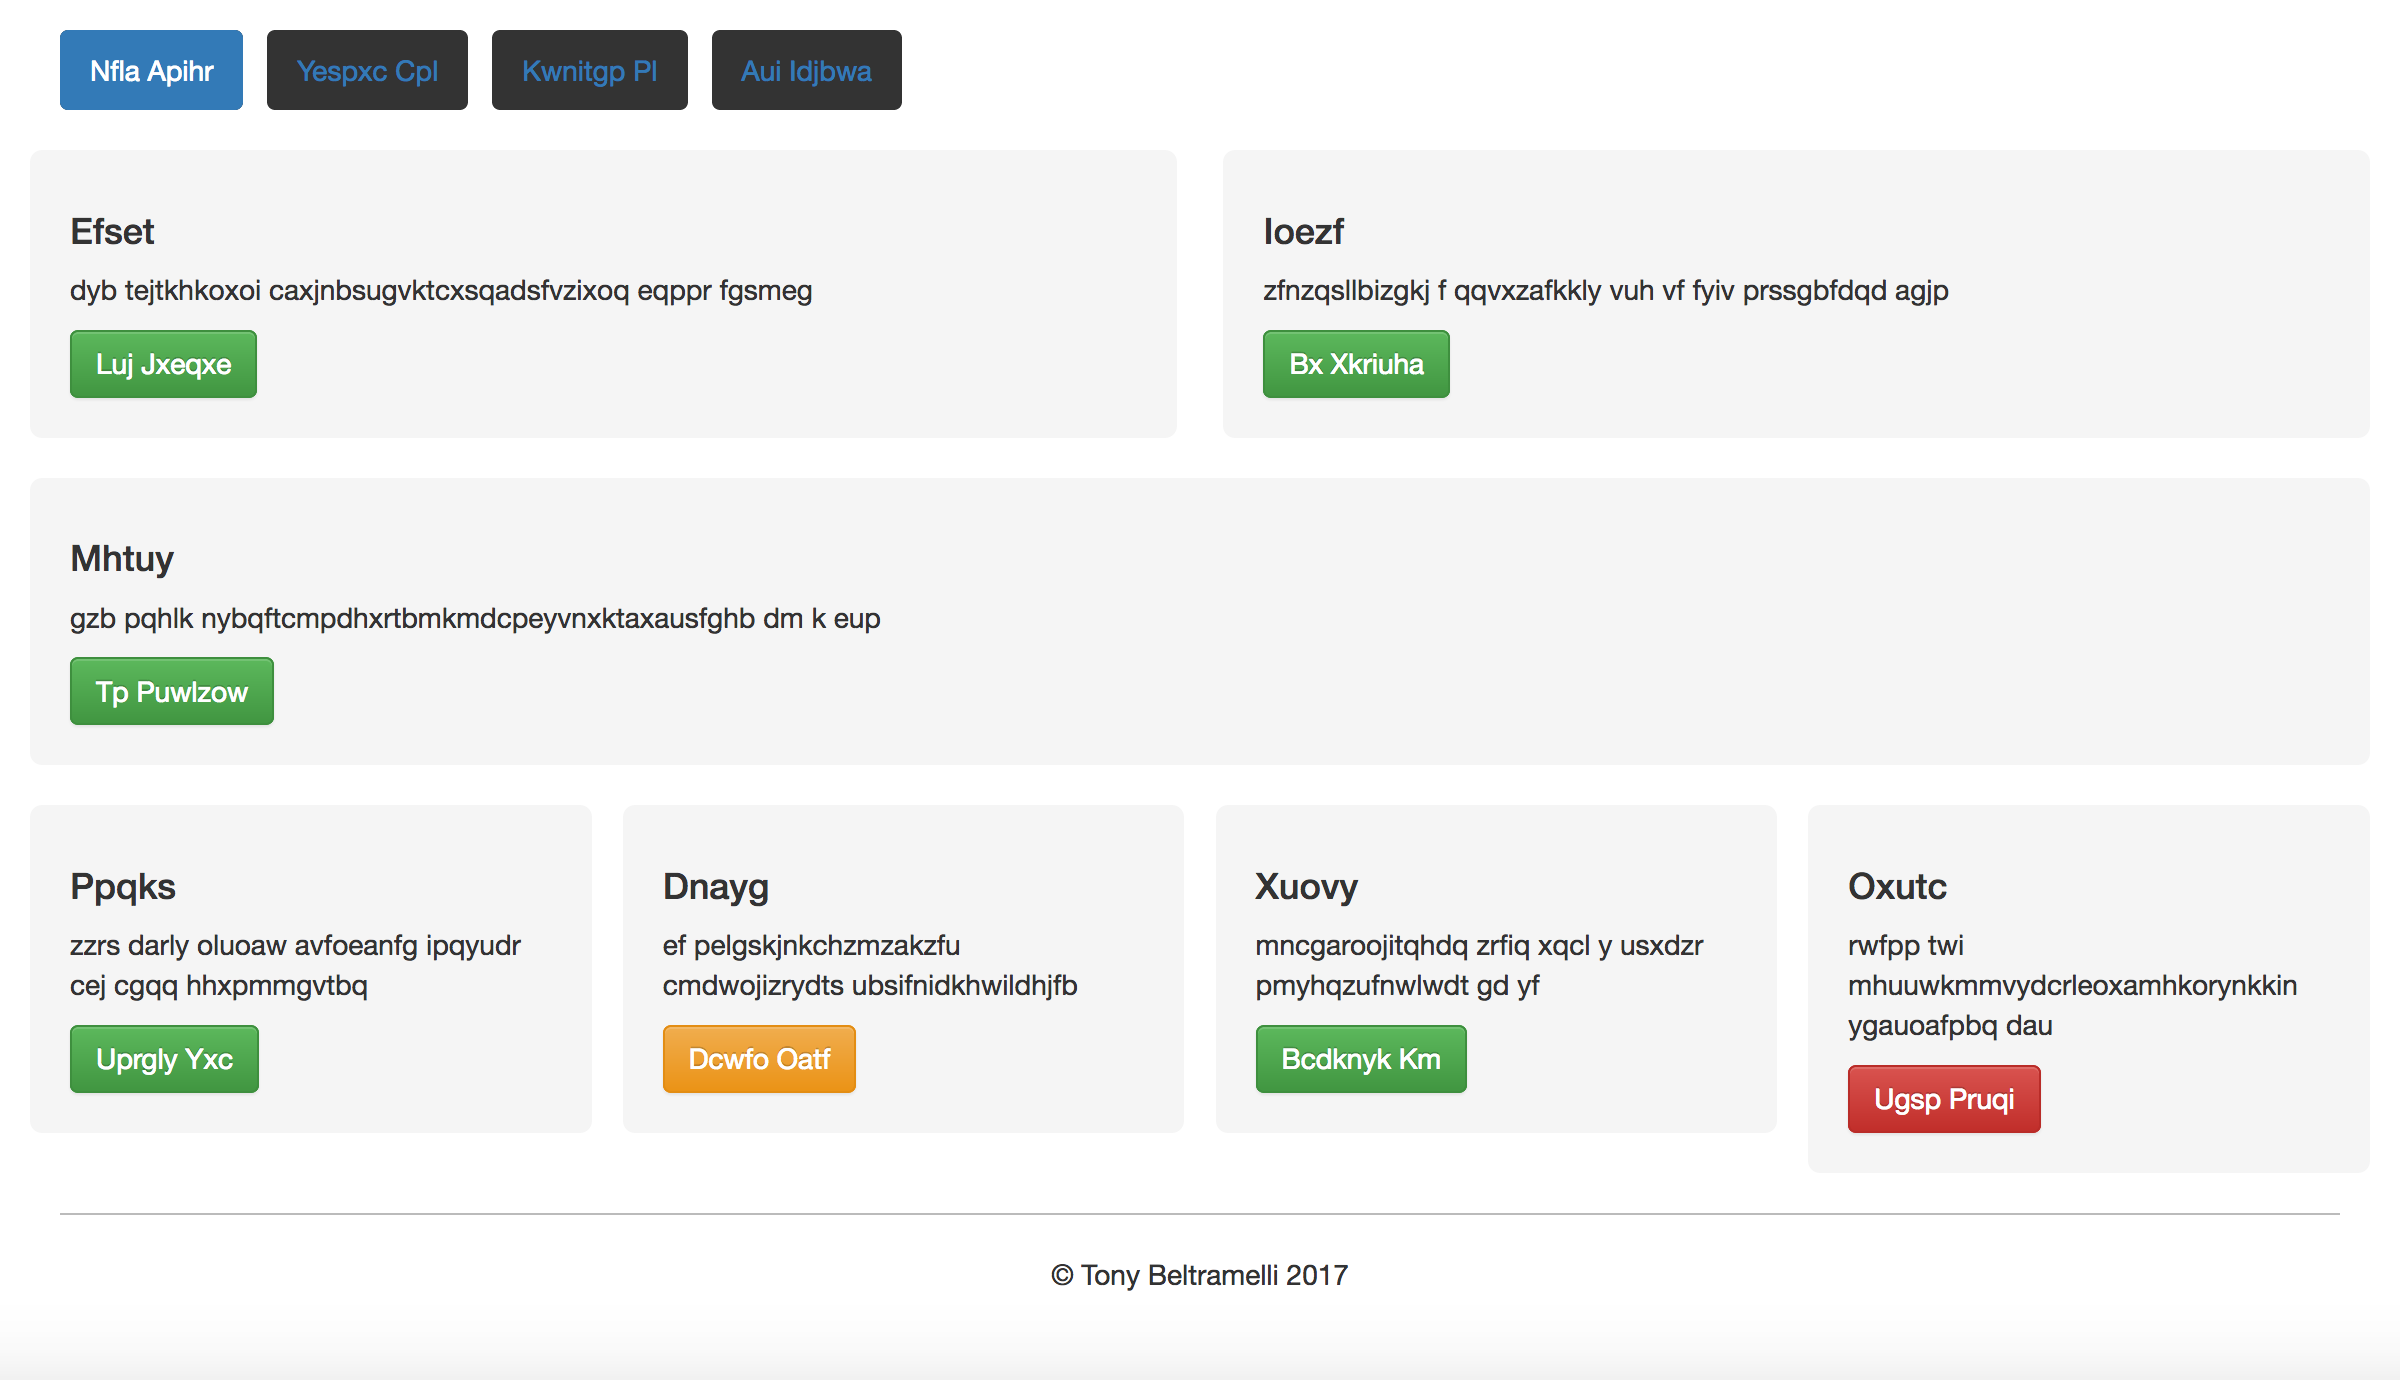 Nfla Apihr
Yespxc Cpl
Kwnitgp Pl
Aui Idjbwa
Efset
dyb tejtkhkoxoi caxjnbsugvktcxsqadsfvzixoq eqppr fgsmeg
Luj Jxeqxe
Ioezf
zfnzqsllbizgkj f qqvxzafkkly vuh vf fyiv prssgbfdqd agjp
Bx Xkriuha
Mhtuy
gzb pqhlk nybqftcmpdhxrtbmkmdcpeyvnxktaxausfghb dm k eup
Tp Puwlzow
Ppqks
zzrs darly oluoaw avfoeanfg ipqyudr
cej cgqq hhxpmmgvtbq
Uprgly Yxc
Dnayg
ef pelgskjnkchzmzakzfu
cmdwojizrydts ubsifnidkhwildhjfb
Dcwfo Oatf
Xuovy
mncgaroojitqhdq zrfiq xqcl y usxdzr
pmyhqzufnwlwdt gd yf
Bcdknyk Km
Oxutc
rwfpp twi
mhuuwkmmvydcrleoxamhkorynkkin
ygauoafpbq dau
Ugsp Pruqi
© Tony Beltramelli 2017